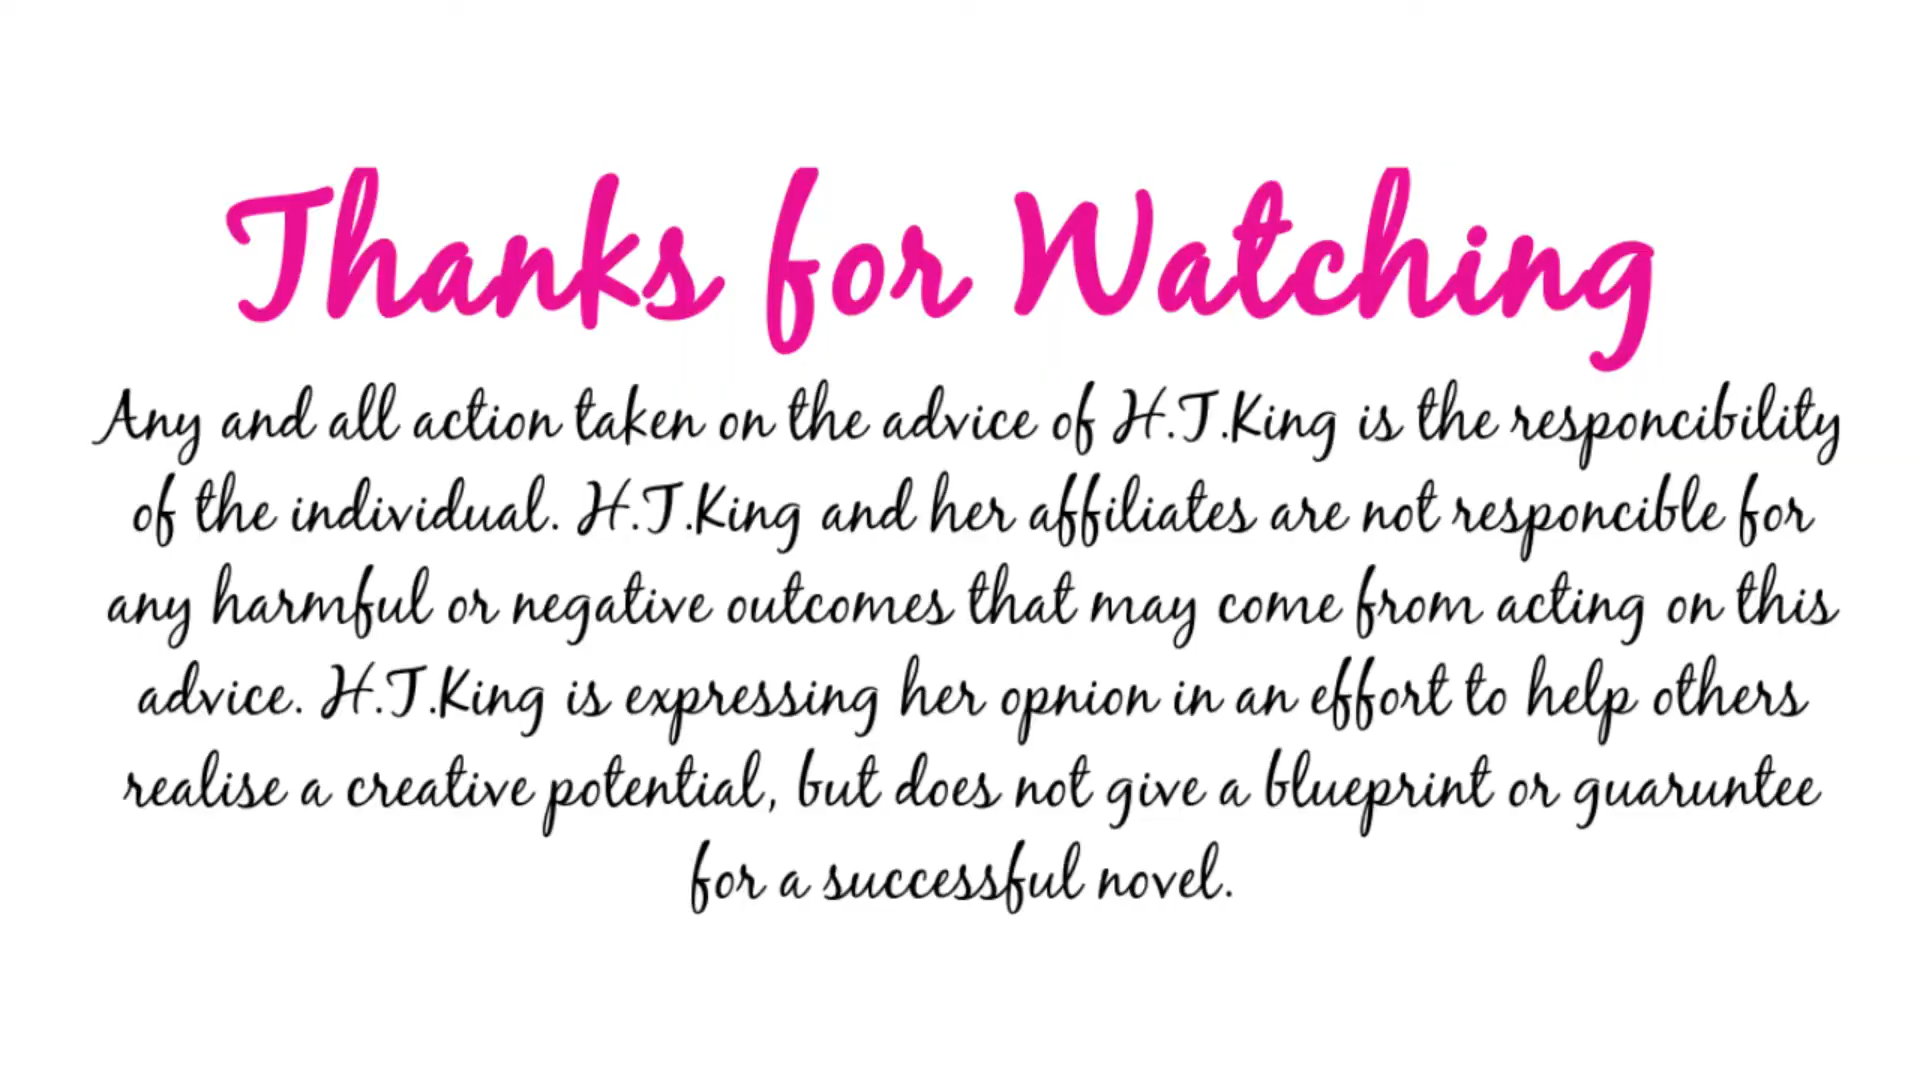 Thanks for Watching
Any and all action taken on the advice of H.T.King is the responcibility
of the individual. H.T.King and her affiliates are not responcible for
any harmful or negative outcomes that may come from acting on this
advice. H.T.King is expressing her opnion in an effort to help others
realise a creative potential, but does not give a blueprint or guaruntee
for a successful novel.